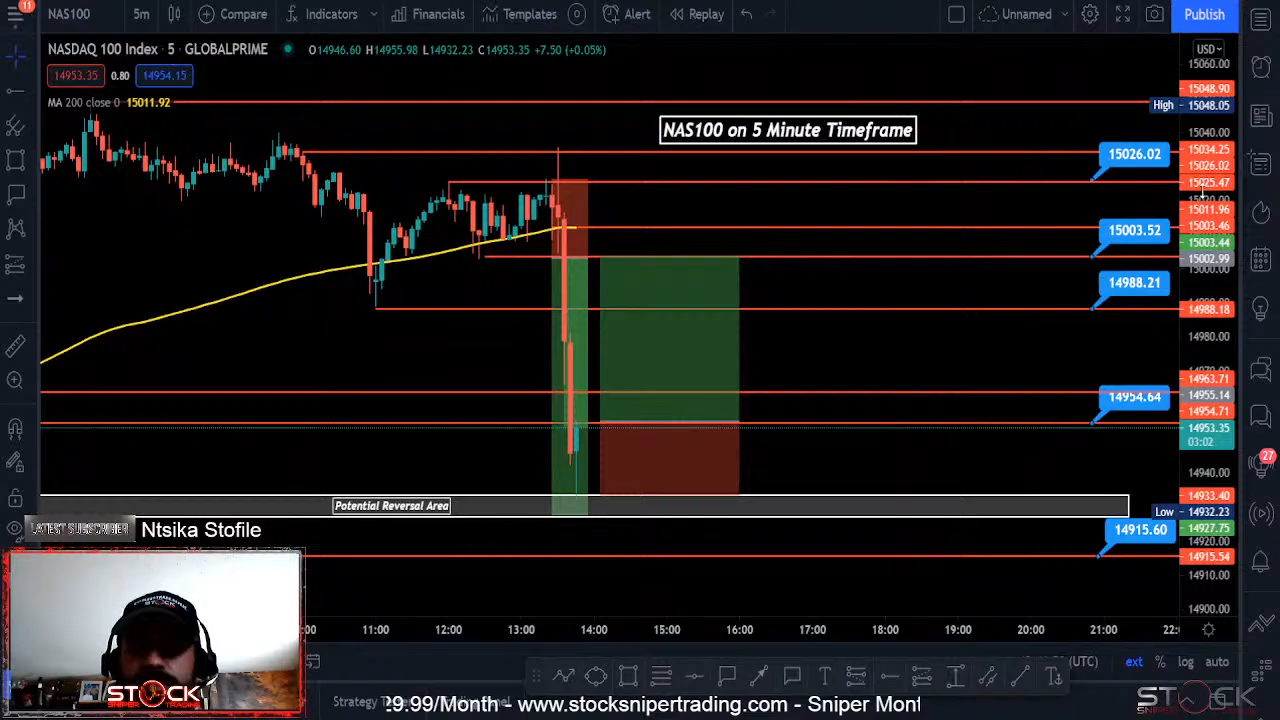 11
NAS100 5m Compare Indicators Financials Templates Alert Replay Unnamed Publish
NASDAQ 100 Index · 5 · GLOBALPRIME O14946.60 H14955.98 L14932.23 C14953.35 +7.50 (+0.05%)
14953.35 0.80 14954.15
MA 200 close 0 15011.92
USD
15060.00
15048.90
High 15048.05
15040.00
NAS100 on 5 Minute Timeframe
15026.02
15034.25
15026.02
15025.47
15011.96
15003.52
15003.46
15003.44
15002.99
15000.00
14988.21
14988.18
14980.00
14963.71
14954.64
14955.14
14954.71
14953.35
03:02
27
14940.00
14933.40
Potential Reversal Area
Low 14932.23
14927.75
14915.60
14920.00
14915.54
14910.00
14900.00
LATEST SUBSCRIBER Ntsika Stofile
11:00 12:00 13:00 14:00 15:00 16:00 17:00 18:00 19:00 20:00 21:00
(UTC) ext % log auto
STOCK
SNIPER TRADING
Strategy
9.99/Month - www.stocksnipertrading.com - Sniper Mon
STOCK